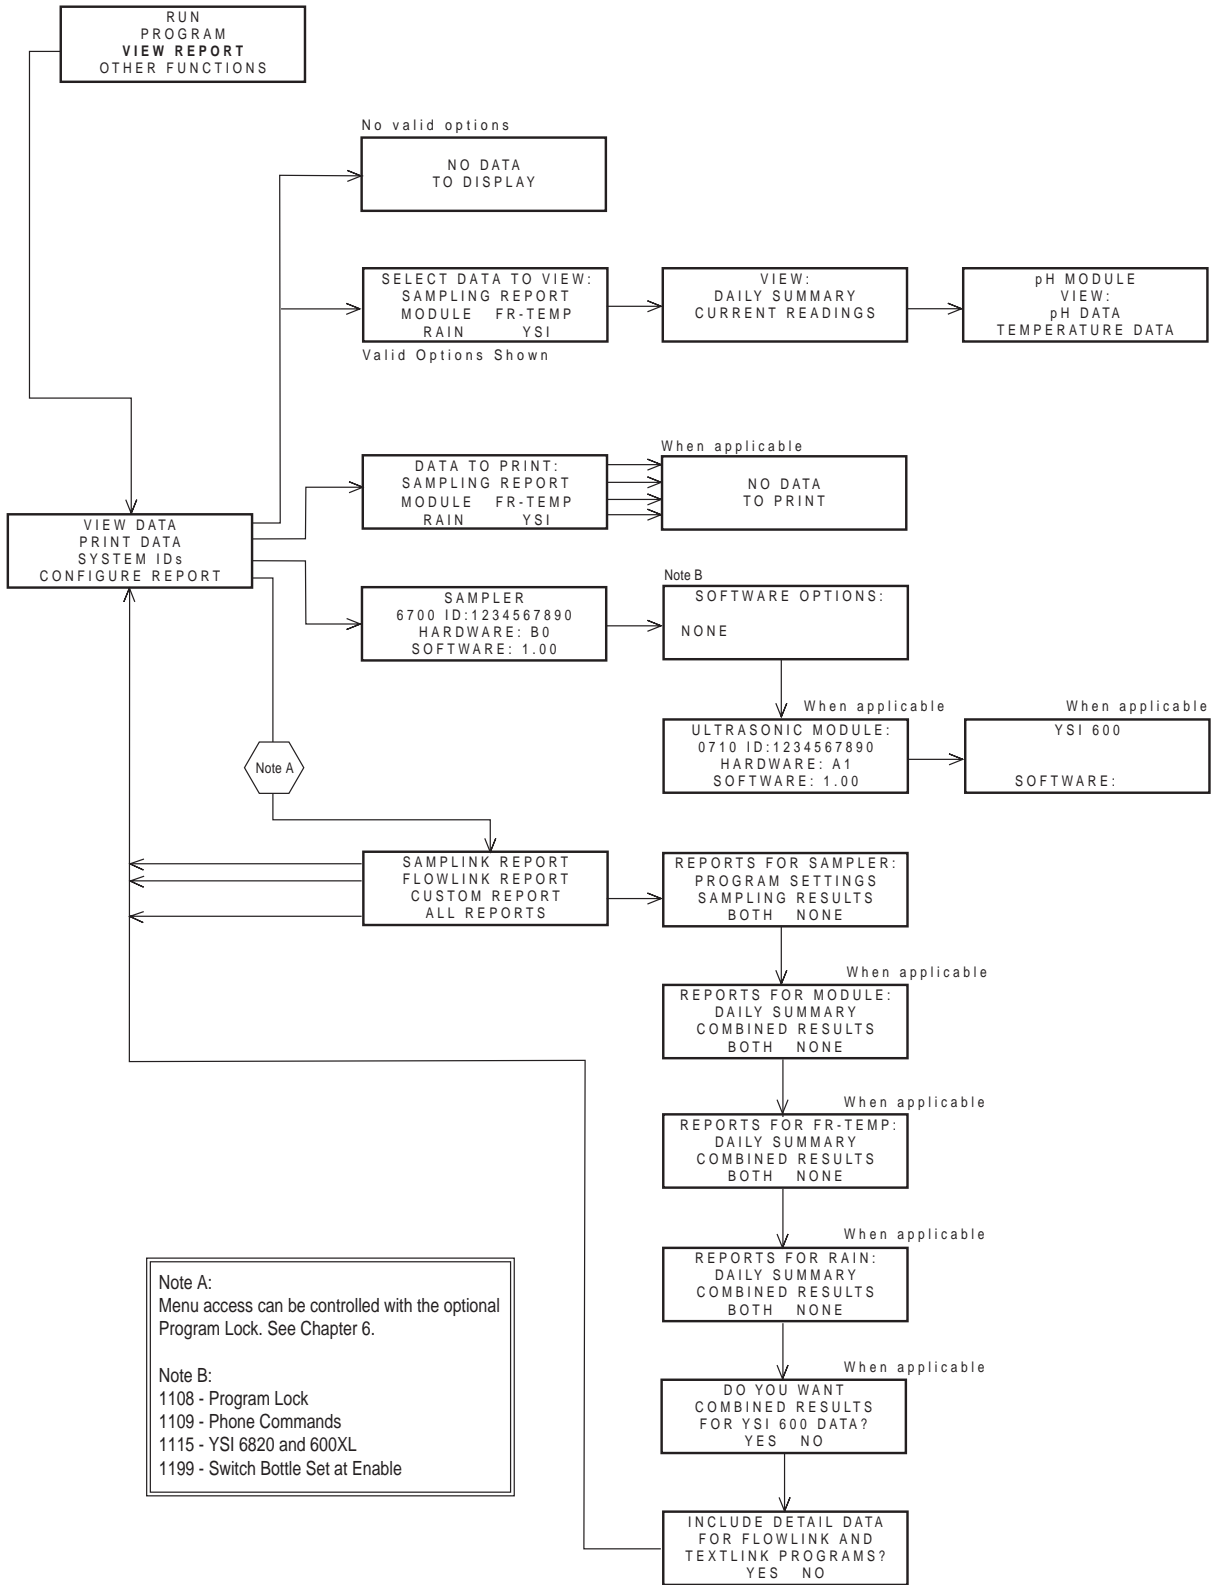 RUN
PROGRAM
VIEW REPORT
OTHER FUNCTIONS
No valid options
NO DATA
TO DISPLAY
SELECT DATA TO VIEW:
SAMPLING REPORT
MODULE FR-TEMP
RAIN YSI
Valid Options Shown
VIEW:
DAILY SUMMARY
CURRENT READINGS
pH MODULE
VIEW:
pH DATA
TEMPERATURE DATA
DATA TO PRINT:
SAMPLING REPORT
MODULE FR-TEMP
RAIN YSI
When applicable
NO DATA
TO PRINT
VIEW DATA
PRINT DATA
SYSTEM IDs
CONFIGURE REPORT
SAMPLER
6700 ID:1234567890
HARDWARE: B0
SOFTWARE: 1.00
Note B
SOFTWARE OPTIONS:
NONE
When applicable
ULTRASONIC MODULE:
0710 ID:1234567890
HARDWARE: A1
SOFTWARE: 1.00
When applicable
YSI 600
SOFTWARE:
Note A
SAMPLINK REPORT
FLOWLINK REPORT
CUSTOM REPORT
ALL REPORTS
REPORTS FOR SAMPLER:
PROGRAM SETTINGS
SAMPLING RESULTS
BOTH NONE
When applicable
REPORTS FOR MODULE:
DAILY SUMMARY
COMBINED RESULTS
BOTH NONE
When applicable
REPORTS FOR FR-TEMP:
DAILY SUMMARY
COMBINED RESULTS
BOTH NONE
When applicable
REPORTS FOR RAIN:
DAILY SUMMARY
COMBINED RESULTS
BOTH NONE
When applicable
DO YOU WANT
COMBINED RESULTS
FOR YSI 600 DATA?
YES NO
INCLUDE DETAIL DATA
FOR FLOWLINK AND
TEXTLINK PROGRAMS?
YES NO
Note A:
Menu access can be controlled with the optional
Program Lock. See Chapter 6.
Note B:
1108 - Program Lock
1109 - Phone Commands
1115 - YSI 6820 and 600XL
1199 - Switch Bottle Set at Enable